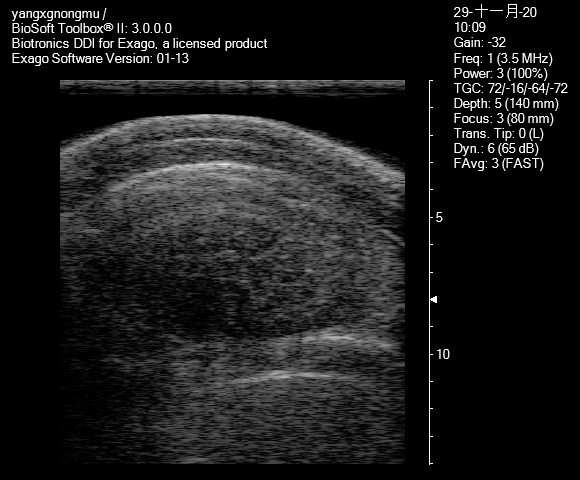 yangxgnongmu /
BioSoft Toolbox® II: 3.0.0.0
Biotronics DDI for Exago, a licensed product
Exago Software Version: 01-13
29-十一月-20
10:09
Gain: -32
Freq: 1 (3.5 MHz)
Power: 3 (100%)
TGC: 72/-16/-64/-72
Depth: 5 (140 mm)
Focus: 3 (80 mm)
Trans. Tip: 0 (L)
Dyn.: 6 (65 dB)
FAvg: 3 (FAST)
5
10